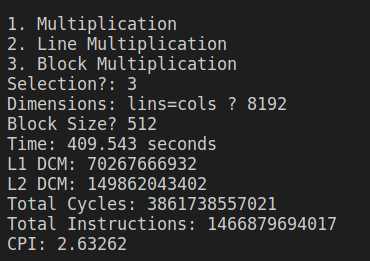 1. Multiplication
2. Line Multiplication
3. Block Multiplication
Selection?: 3
Dimensions: lins=cols ? 8192
Block Size? 512
Time: 409.543 seconds
L1 DCM: 70267666932
L2 DCM: 149862043402
Total Cycles: 3861738557021
Total Instructions: 1466879694017
CPI: 2.63262